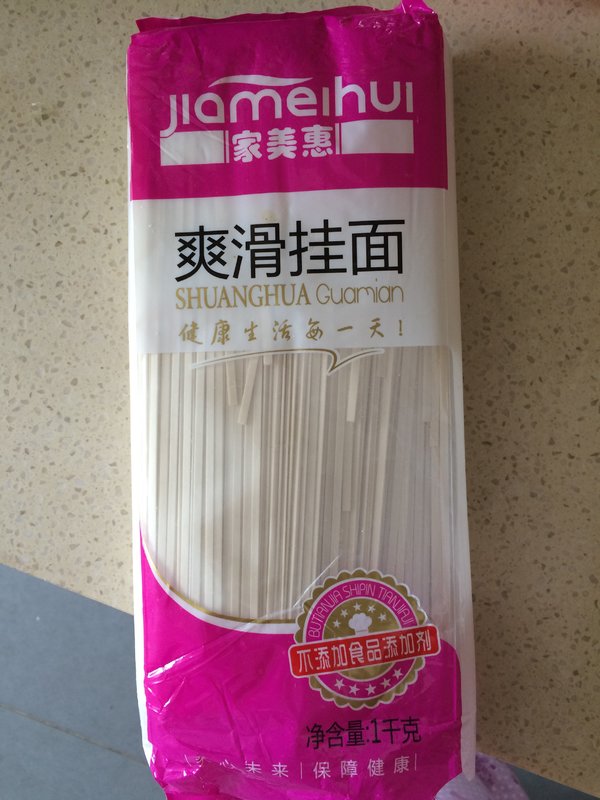 jiameihui
家美惠
爽滑挂面
SHUANGHUA Guamian
健康生活每一天!
BUTIANJIA SHIPIN TIANJIAJI
不添加食品添加剂
净含量:1千克
未来 | 保障健康 |